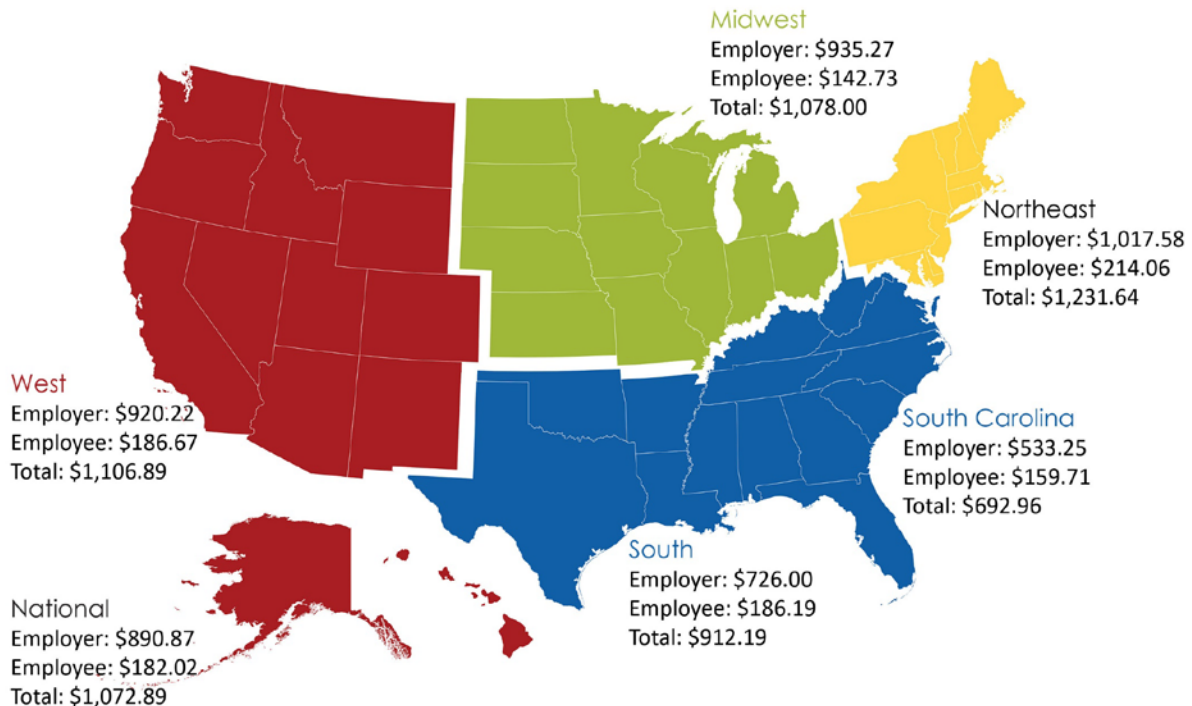 Midwest
Employer: $935.27
Employee: $142.73
Total: $1,078.00
Northeast
Employer: $1,017.58
Employee: $214.06
Total: $1,231.64
West
Employer: $920.22
Employee: $186.67
Total: $1,106.89
South Carolina
Employer: $533.25
Employee: $159.71
Total: $692.96
South
Employer: $726.00
Employee: $186.19
Total: $912.19
National
Employer: $890.87
Employee: $182.02
Total: $1,072.89